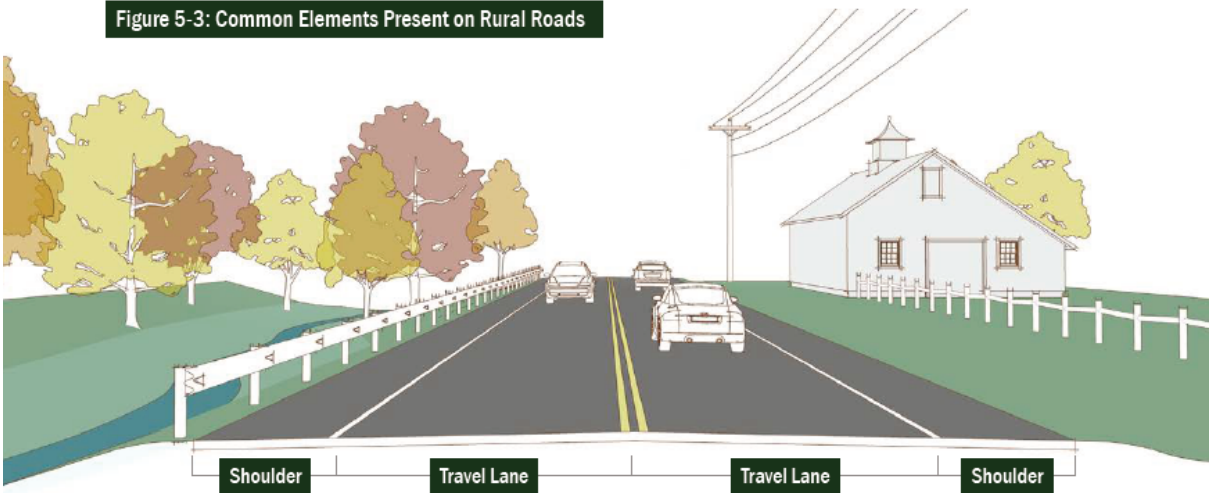 Figure 5-3: Common Elements Present on Rural Roads
Shoulder
Travel Lane
Travel Lane
Shoulder